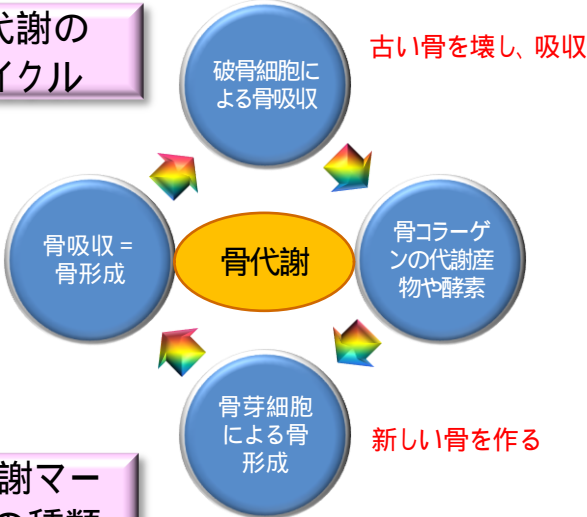 代謝の
イクル
破骨細胞に
よる骨吸収
古い骨を壊し、吸収
骨吸収=
骨形成
骨代謝
骨コラーゲ
ンの代謝産
物や酵素
骨芽細胞
による骨
形成
新しい骨を作る
謝マー
の種類